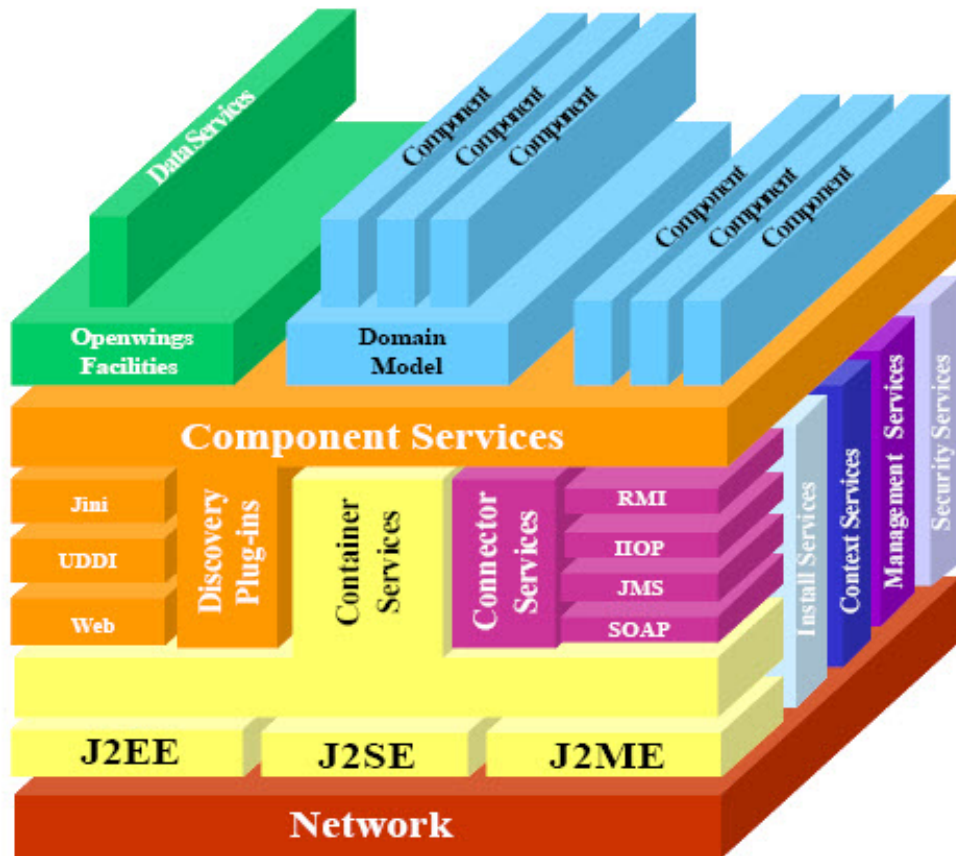 Data Services
Component
Component
Component
Component
Component
Component
Openwings
Facilities
Domain
Model
Component Services
Jini
UDDI
Web
Discovery
Plug-ins
Container
Services
Connector
Services
RMI
IIOP
JMS
SOAP
Install Services
Context Services
Management Services
Security Services
J2EE
J2SE
J2ME
Network